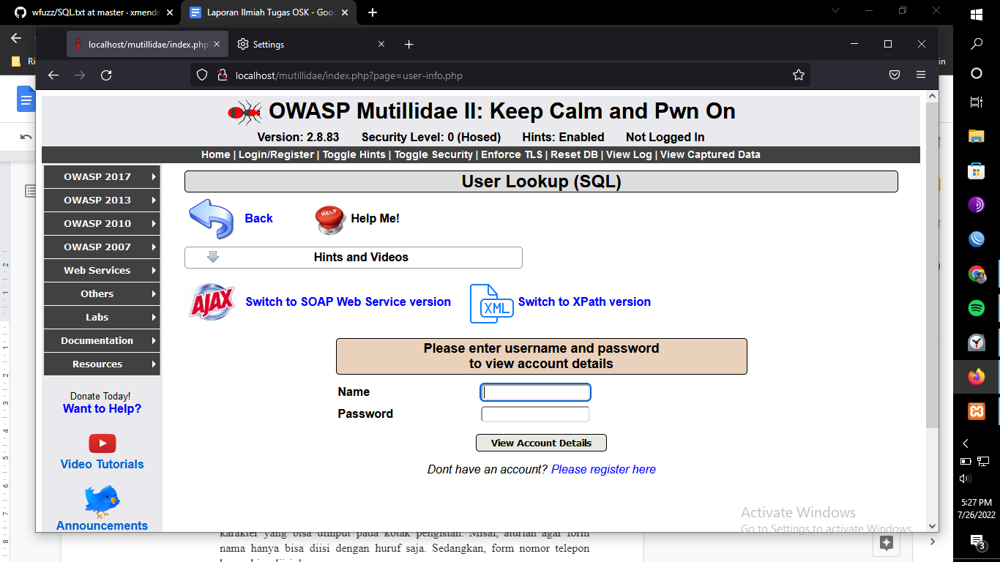 wfuzz/SQL.txt at master · xmende
Laporan Ilmiah Tugas OSK - Goo
localhost/mutillidae/index.php?
Settings
localhost/mutillidae/index.php?page=user-info.php
OWASP Mutillidae II: Keep Calm and Pwn On
Version: 2.8.83 Security Level: 0 (Hosed) Hints: Enabled Not Logged In
Home | Login/Register | Toggle Hints | Toggle Security | Enforce TLS | Reset DB | View Log | View Captured Data
OWASP 2017
OWASP 2013
OWASP 2010
OWASP 2007
Web Services
Others
Labs
Documentation
Resources
Donate Today!
Want to Help?
Video Tutorials
Announcements
User Lookup (SQL)
Back
HELP
Help Me!
Hints and Videos
AJAX
Switch to SOAP Web Service version
XML
Switch to XPath version
Please enter username and password
to view account details
Name
Password
View Account Details
Dont have an account? Please register here
Activate Windows
Go to Settings to activate Windows.
karakter yang bisa diinput pada kotak pengisian. Misal, aturlah agar form
nama hanya bisa diisi dengan huruf saja. Sedangkan, form nomor telepon
5:27 PM
7/26/2022
3